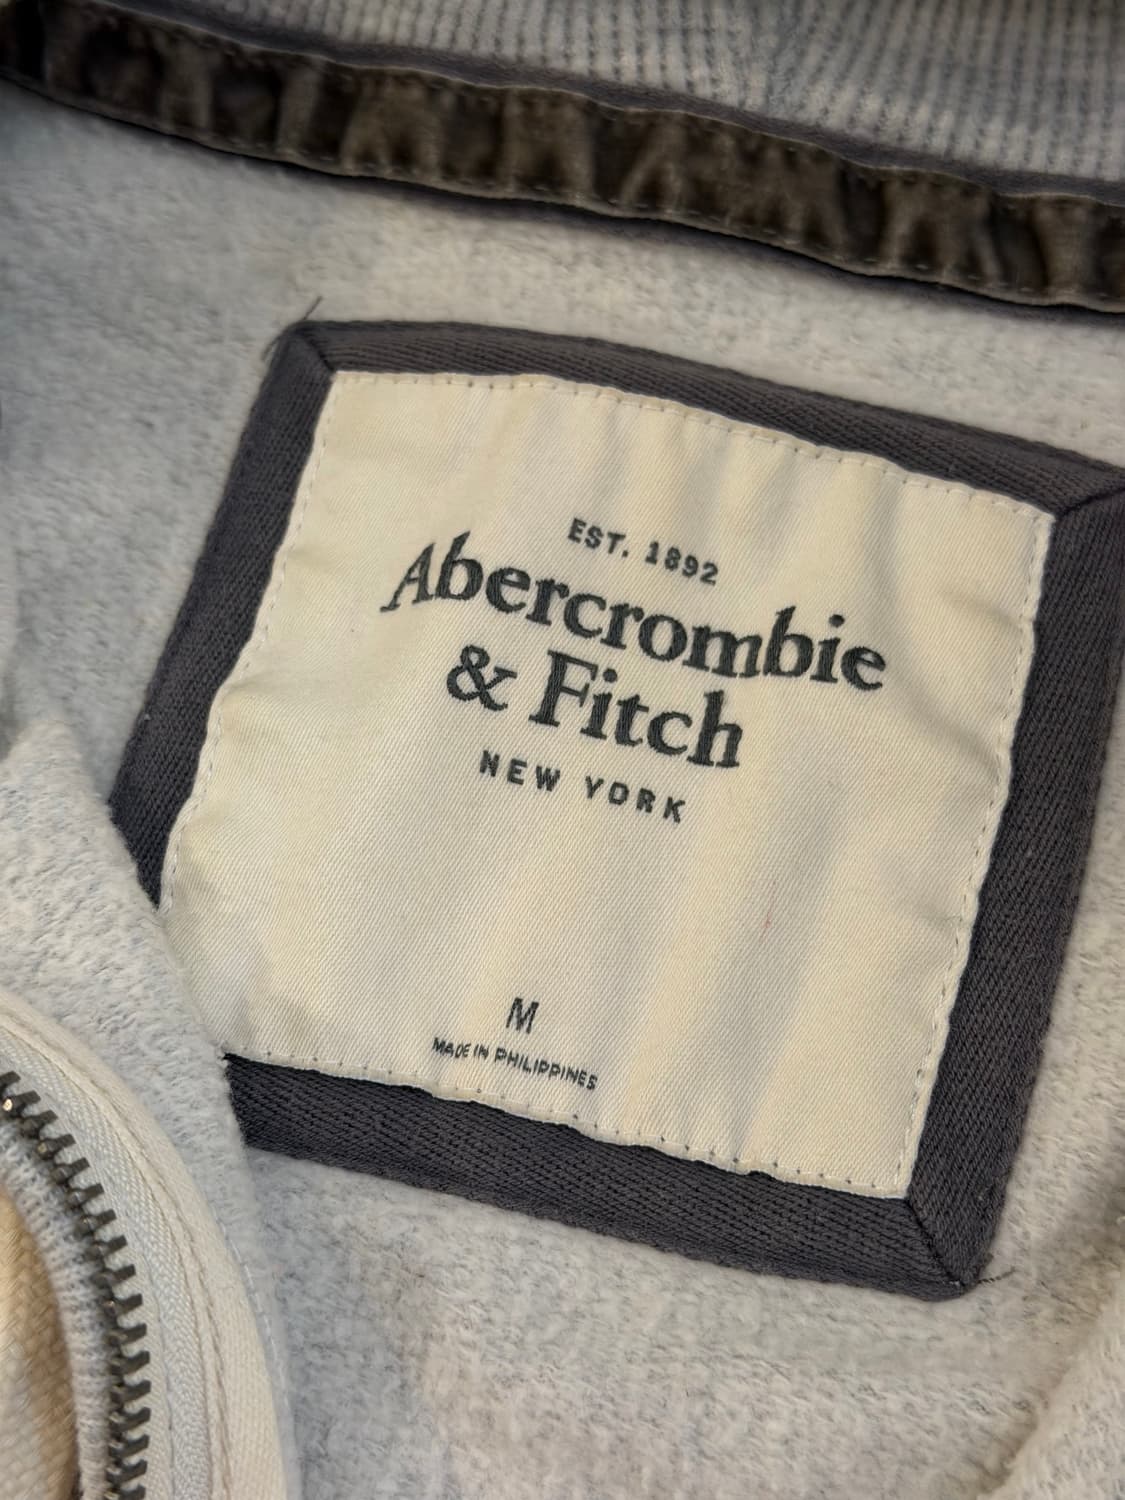 EST. 1892
Abercrombie
& Fitch
NEW YORK
M
MADE IN PHILIPPINES